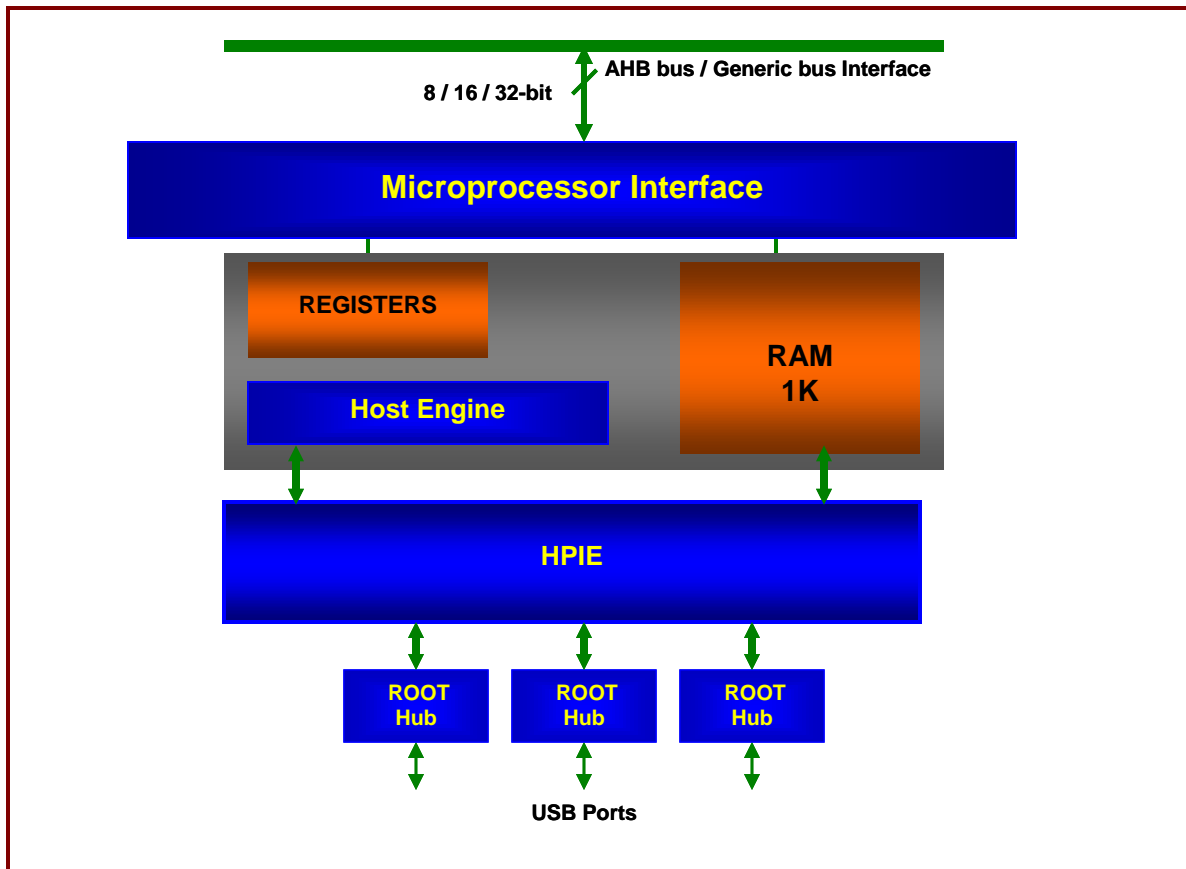 AHB bus / Generic bus Interface
8 / 16 / 32-bit
Microprocessor Interface
REGISTERS
RAM
1K
Host Engine
HPIE
ROOT
Hub
ROOT
Hub
ROOT
Hub
USB Ports